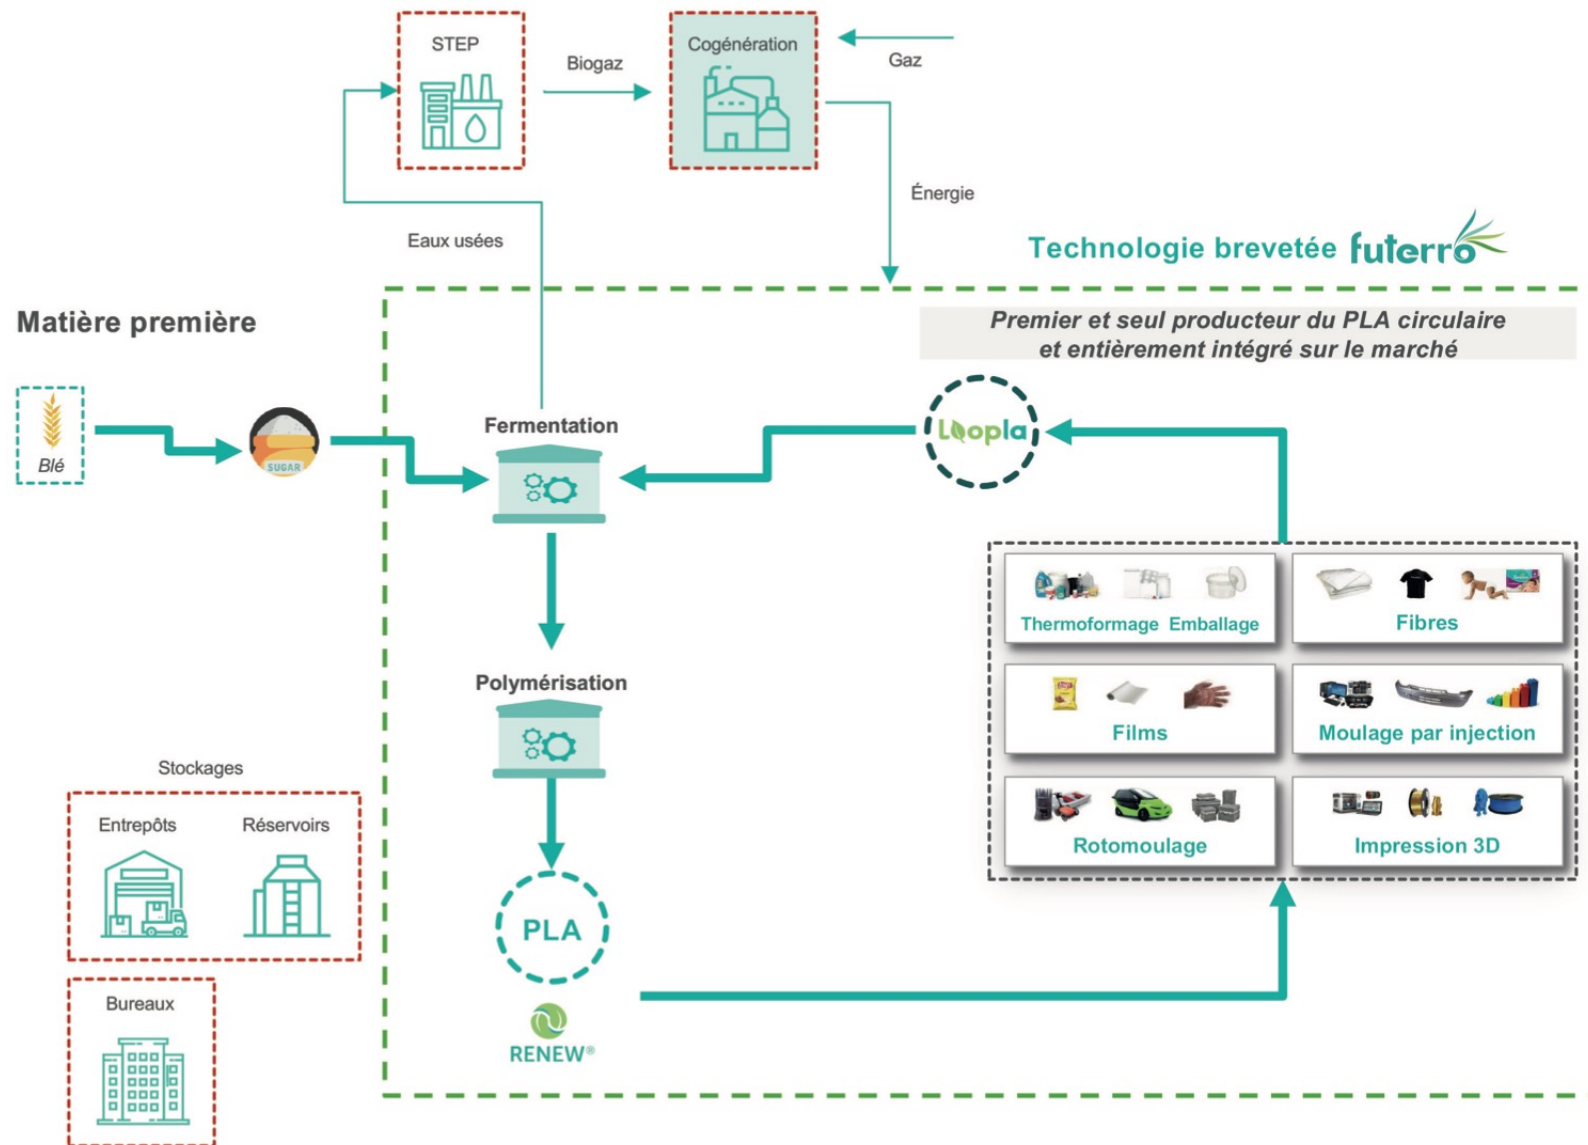 STEP
Biogaz
Cogénération
Gaz
Énergie
Eaux usées
Technologie brevetée futerro
Matière première
Premier et seul producteur du PLA circulaire
et entièrement intégré sur le marché
Blé
SUGAR
Fermentation
Loopla
Thermoformage Emballage
Fibres
Polymérisation
Films
Moulage par injection
Rotomoulage
Impression 3D
Stockages
Entrepôts
Réservoirs
PLA
RENEW®
Bureaux